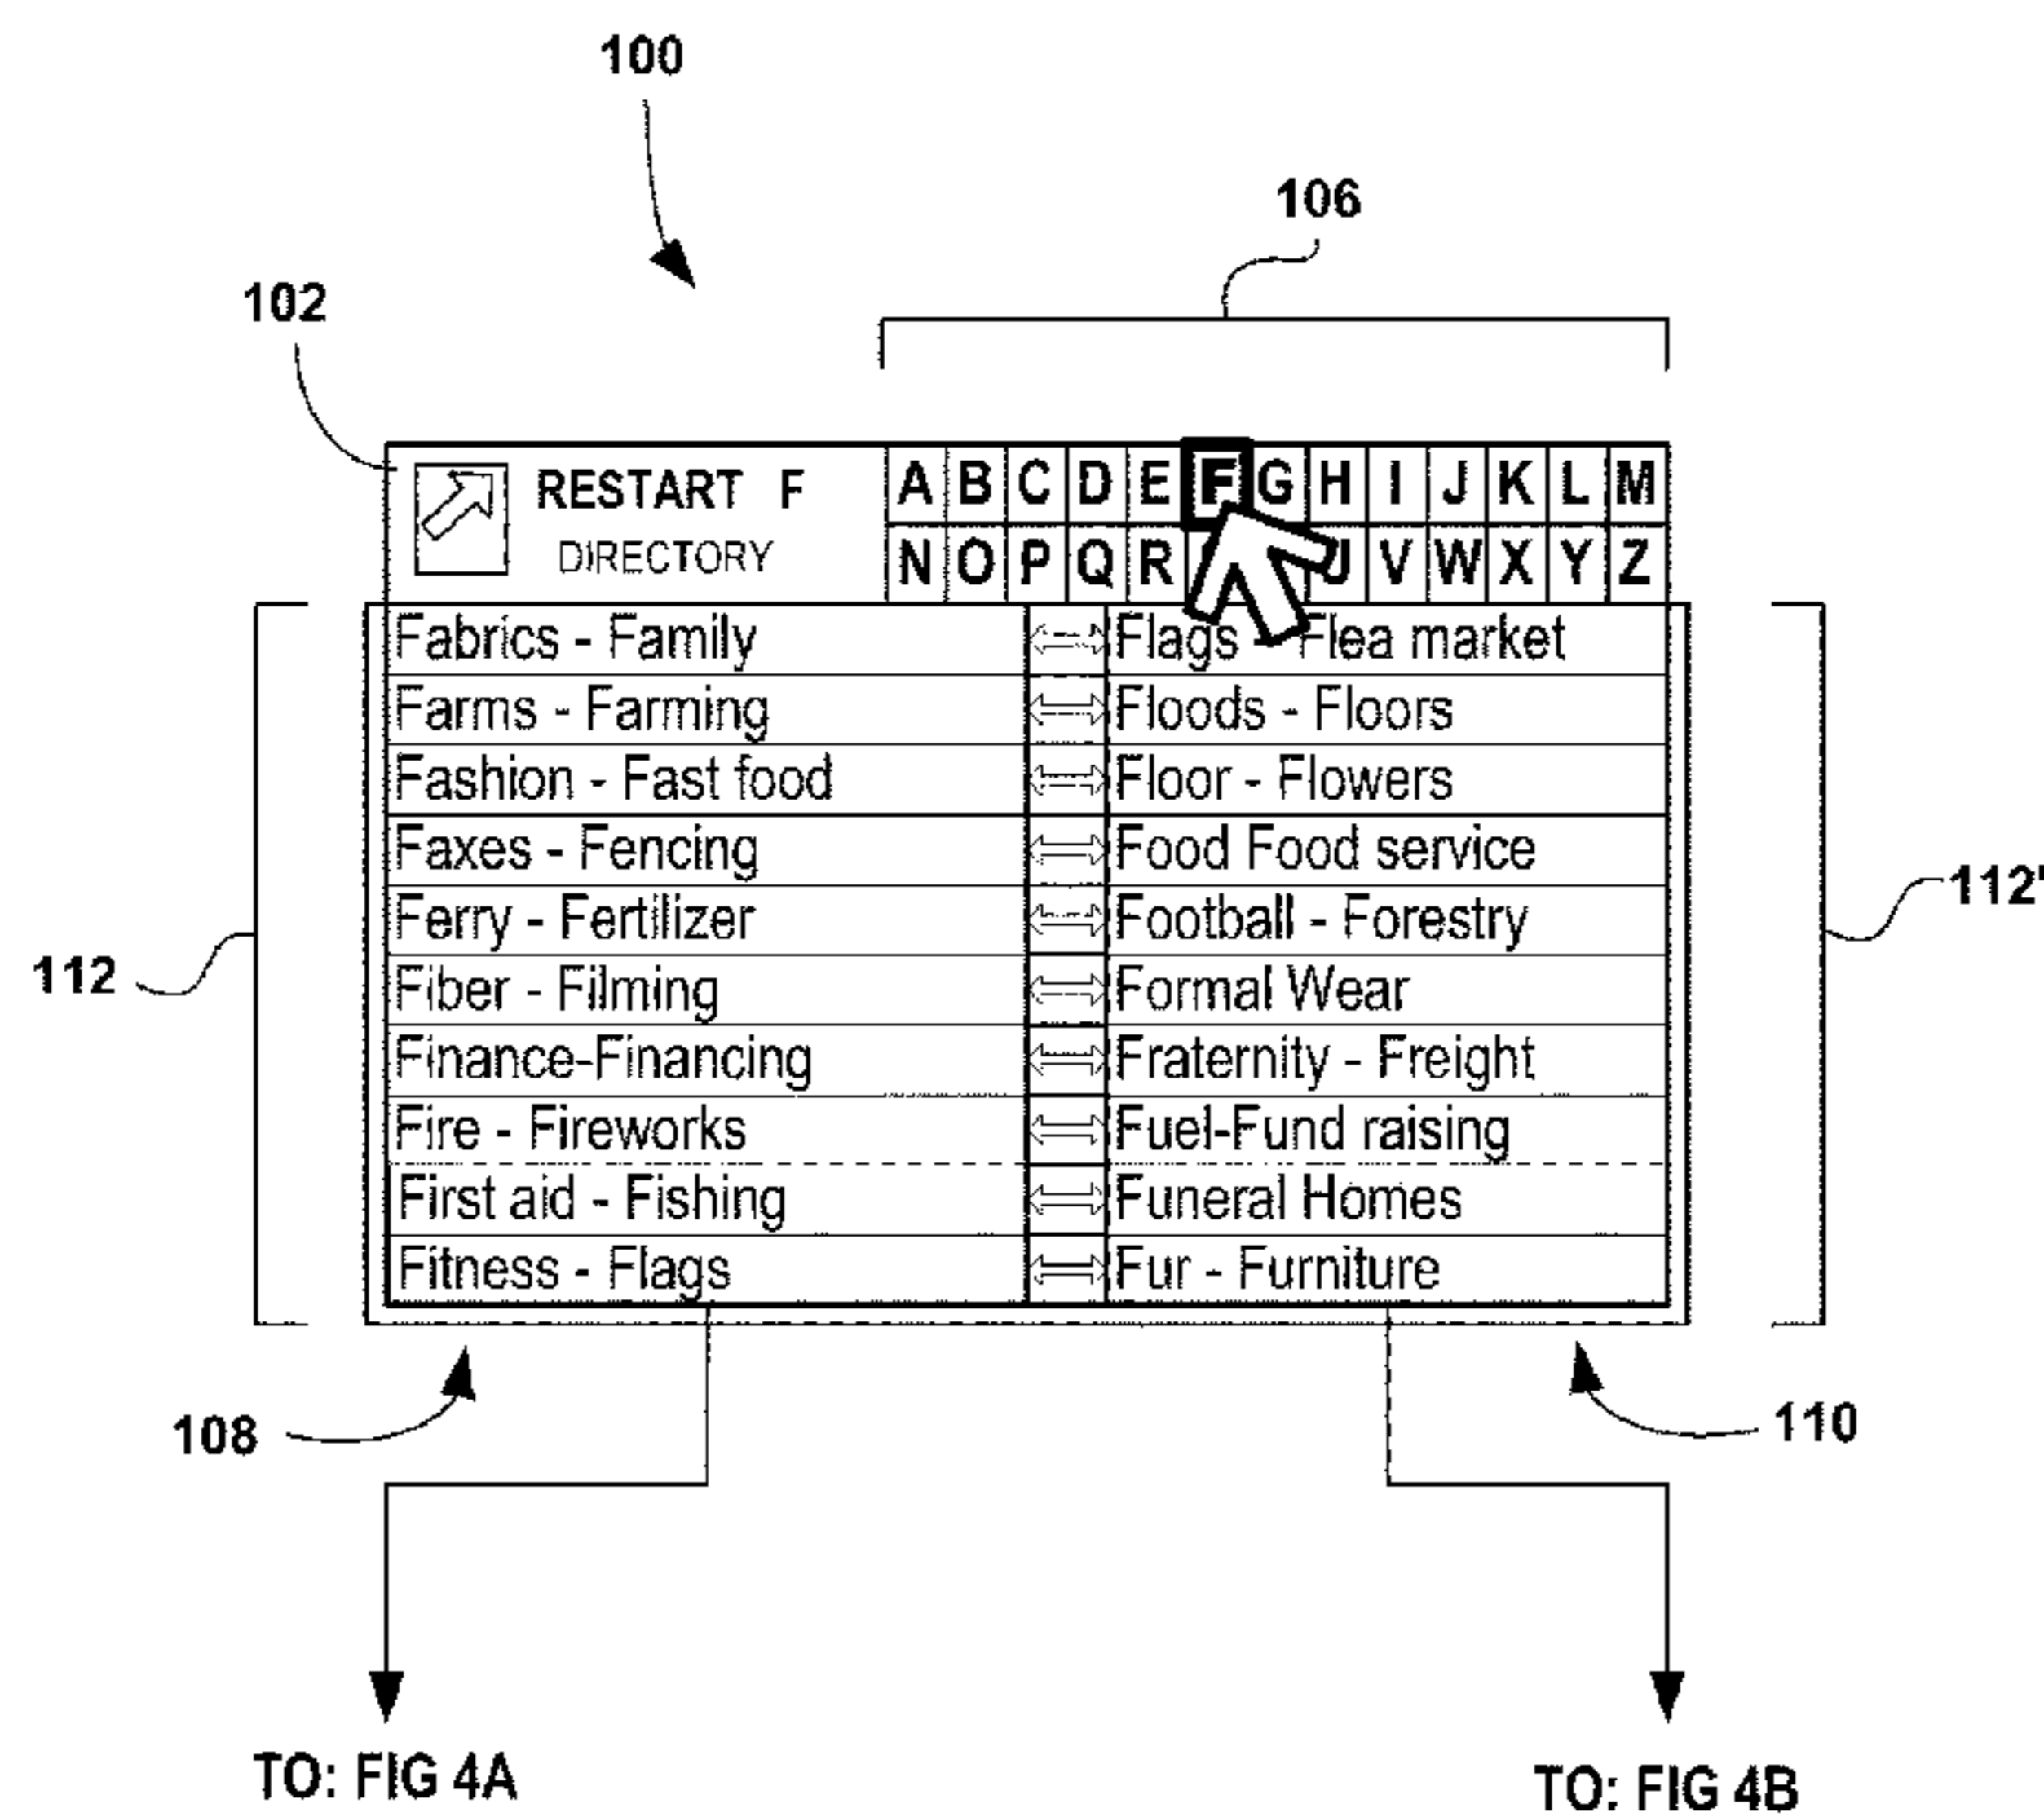 100
106
102
RESTART F
DIRECTORY
A B C D E F G H I J K L M
N O P Q R U V W X Y Z
Fabrics - Family
Flags - Flea market
Farms - Farming
Floods - Floors
Fashion - Fast food
Floor - Flowers
Faxes - Fencing
Food Food service
Ferry - Fertilizer
Football - Forestry
Fiber - Filming
Formal Wear
Finance-Financing
Fraternity - Freight
Fire - Fireworks
Fuel-Fund raising
First aid - Fishing
Funeral Homes
Fitness - Flags
Fur - Furniture
112
112'
108
110
TO: FIG 4A
TO: FIG 4B